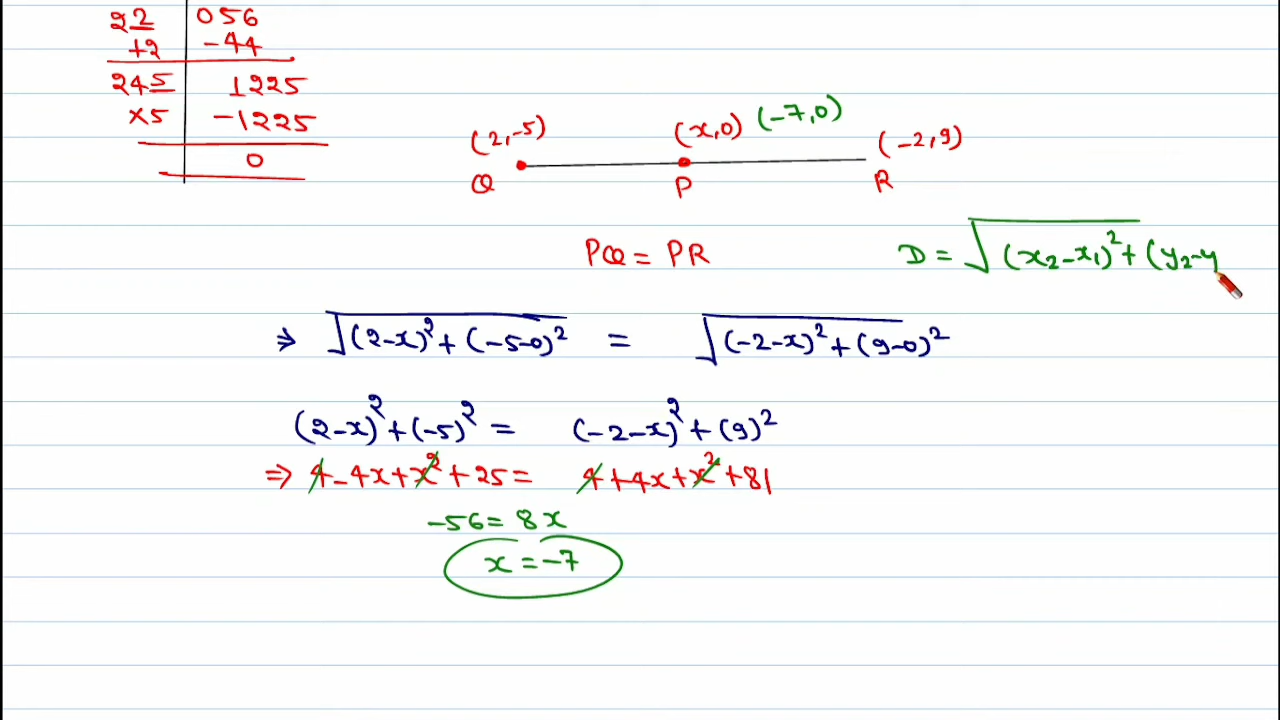 22 056
+2 -44
245 1225
×5 -1225
0
(2,-5) (x,0) (-7,0) (-2,9)
Q P R
PQ = PR D = √(x₂-x₁)²+(y₂-y
⇒ √(2-x)²+(-5-0)² = √(-2-x)²+(9-0)²
(2-x)²+(-5)² = (-2-x)²+(9)²
⇒ 4-4x+x²+25 = 4+4x+x²+81
-56 = 8x
x = -7